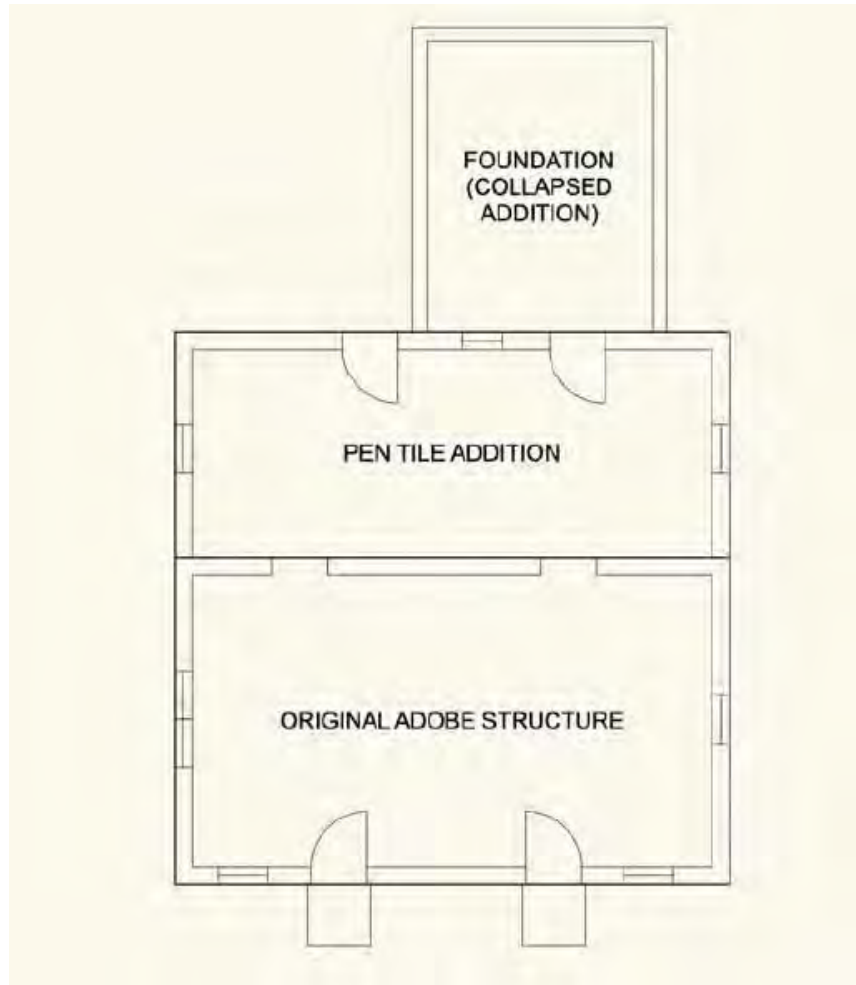 FOUNDATION
(COLLAPSED
ADDITION)
PEN TILE ADDITION
ORIGINAL ADOBE STRUCTURE